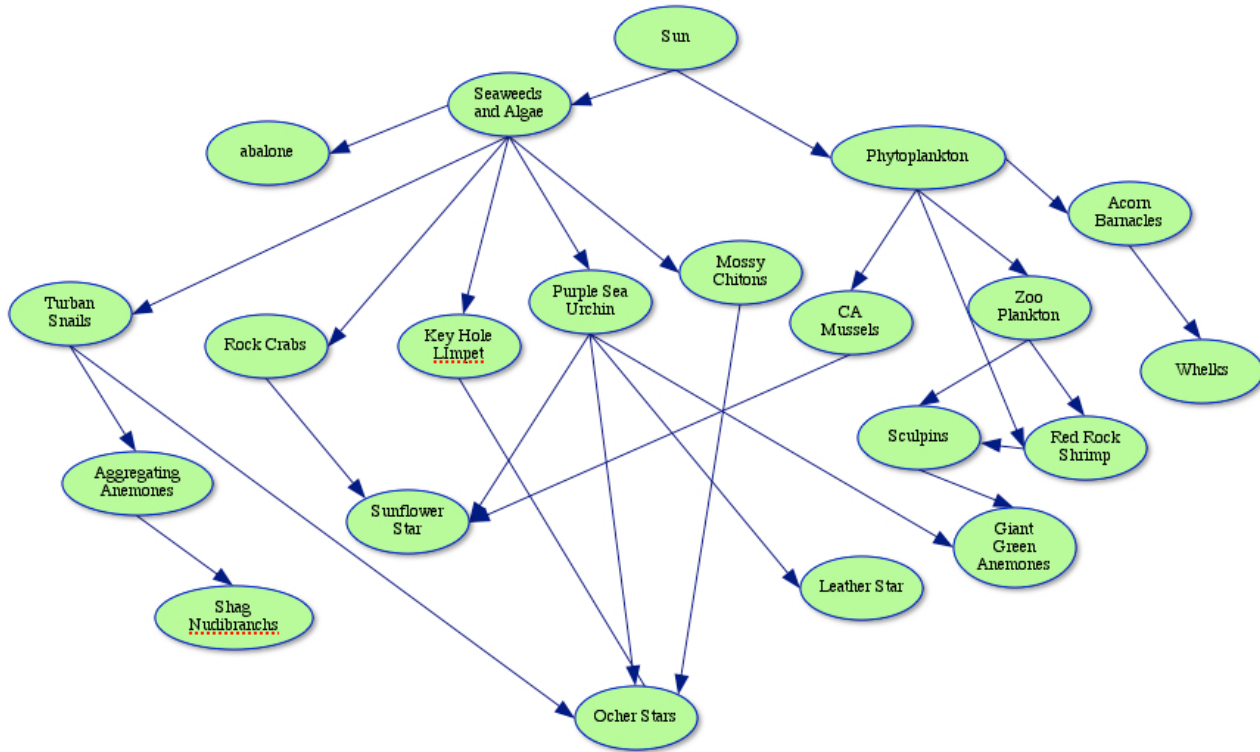 Sun
Seaweeds
and Algae
abalone
Phytoplankton
Acorn
Barnacles
Mossy
Chitons
Turban
Snails
Purple Sea
Urchin
Zoo
Plankton
CA
Mussels
Rock Crabs
Key Hole
LImpet
Whelks
Sculpins
Red Rock
Shrimp
Aggregating
Anemones
Sunflower
Star
Giant
Green
Anemones
Leather Star
Shag
Nudibranchs
Ocher Stars